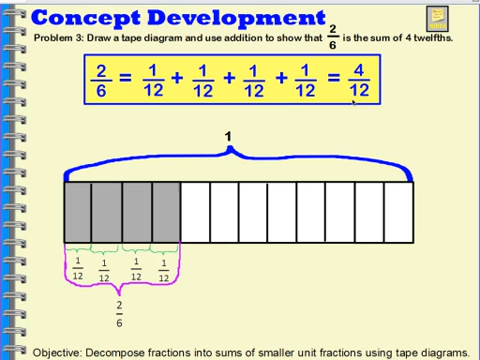 Concept Development
Problem 3: Draw a tape diagram and use addition to show that 2/6 is the sum of 4 twelfths.
2/6 = 1/12 + 1/12 + 1/12 + 1/12 = 4/12
1
1/12 1/12 1/12 1/12
2/6
Objective: Decompose fractions into sums of smaller unit fractions using tape diagrams.